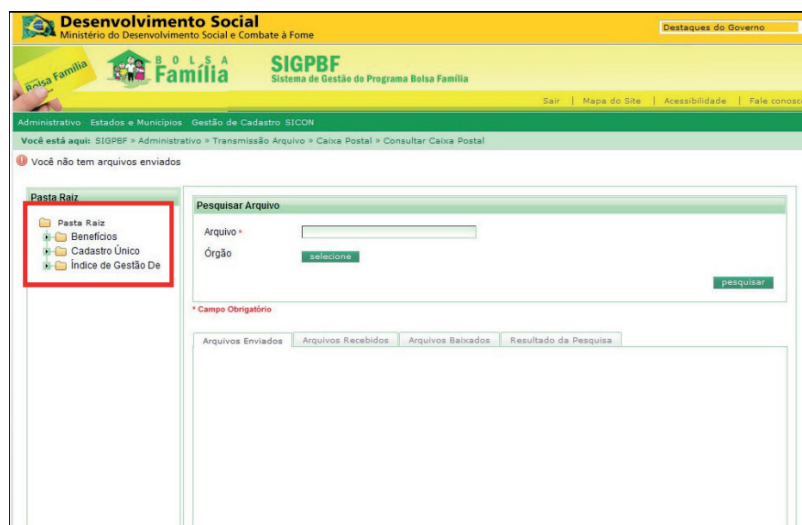 Desenvolvimento Social
Ministério do Desenvolvimento Social e Combate à Fome
Destaques do Governo
Bolsa Família
BOLSA
Família
SIGPBF
Sistema de Gestão do Programa Bolsa Família
Sair | Mapa do Site | Acessibilidade | Fale conosc
Administrativo Estados e Municípios Gestão de Cadastro SICON
Você está aqui: SIGPBF » Administrativo » Transmissão Arquivo » Caixa Postal » Consultar Caixa Postal
Você não tem arquivos enviados
Pasta Raiz
Pasta Raiz
Benefícios
Cadastro Único
Índice de Gestão De
Pesquisar Arquivo
Arquivo *
Órgão
selecione
pesquisar
* Campo Obrigatório
Arquivos Enviados Arquivos Recebidos Arquivos Baixados Resultado da Pesquisa